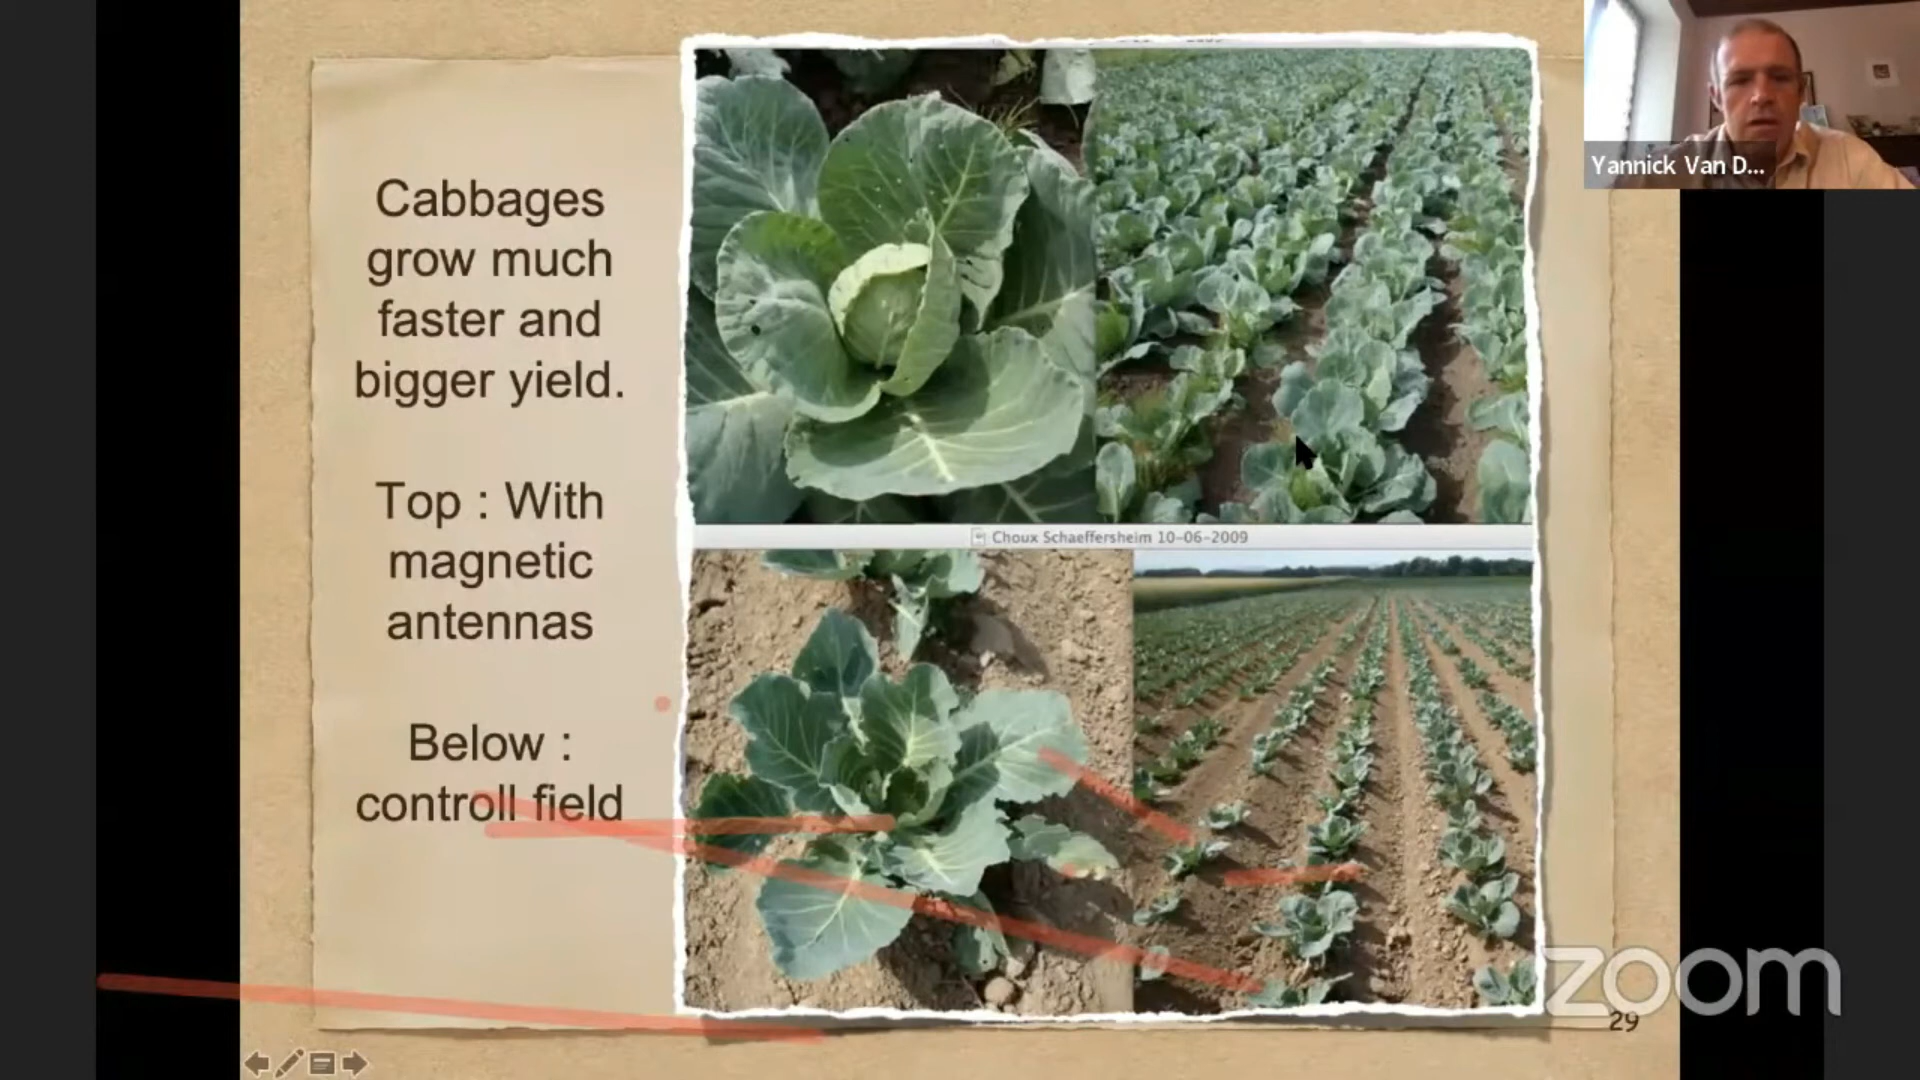 Cabbages
grow much
faster and
bigger yield.
Top : With
magnetic
antennas
Below :
controll field
Choux Schaeffersheim 10-06-2009
Yannick Van D...
zoom
29